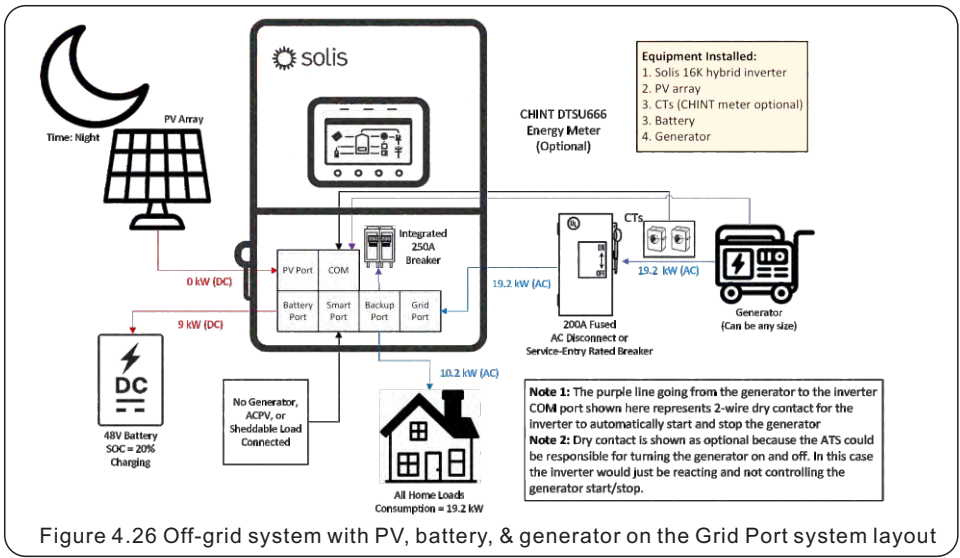 Time: Night
PV Array
solis
CHINT DTSU666
Energy Meter
(Optional)
Equipment Installed:
1. Solis 16K hybrid inverter
2. PV array
3. CTs (CHINT meter optional)
3. Battery
4. Generator
Integrated
250A
Breaker
250 250
UL
ON
OFF
CTs
PV Port
COM
Battery
Port
Smart
Port
Backup
Port
Grid
Port
0 kW (DC)
9 kW (DC)
19.2 kW (AC)
19.2 kW (AC)
10.2 kW (AC)
200A Fused
AC Disconnect or
Service-Entry Rated Breaker
Generator
(Can be any size)
DC
48V Battery
SOC = 20%
Charging
No Generator,
ACPV, or
Sheddable Load
Connected
All Home Loads
Consumption = 19.2 kW
Note 1: The purple line going from the generator to the inverter
COM port shown here represents 2-wire dry contact for the
inverter to automatically start and stop the generator
Note 2: Dry contact is shown as optional because the ATS could
be responsible for turning the generator on and off. In this case
the inverter would just be reacting and not controlling the
generator start/stop.
Figure 4.26 Off-grid system with PV, battery, & generator on the Grid Port system layout